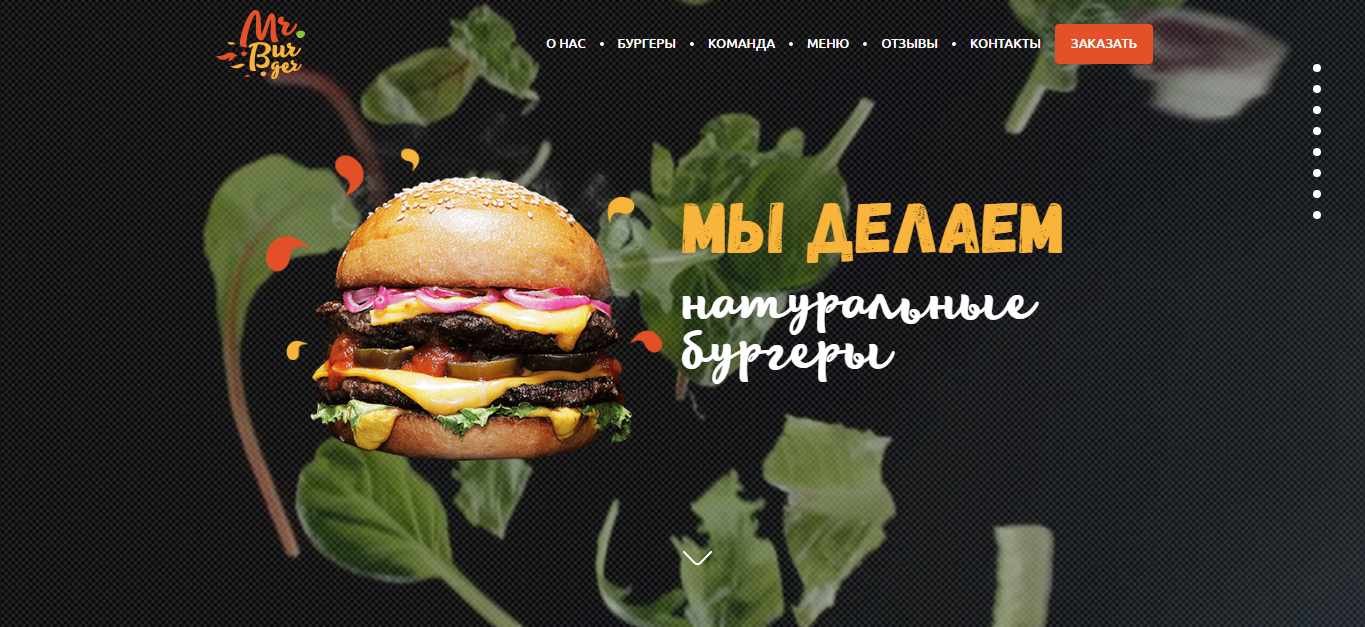 Mr.
Bur
ger
О НАС • БУРГЕРЫ • КОМАНДА • МЕНЮ • ОТЗЫВЫ • КОНТАКТЫ ЗАКАЗАТЬ
МЫ ДЕЛАЕМ
натуральные
бургеры